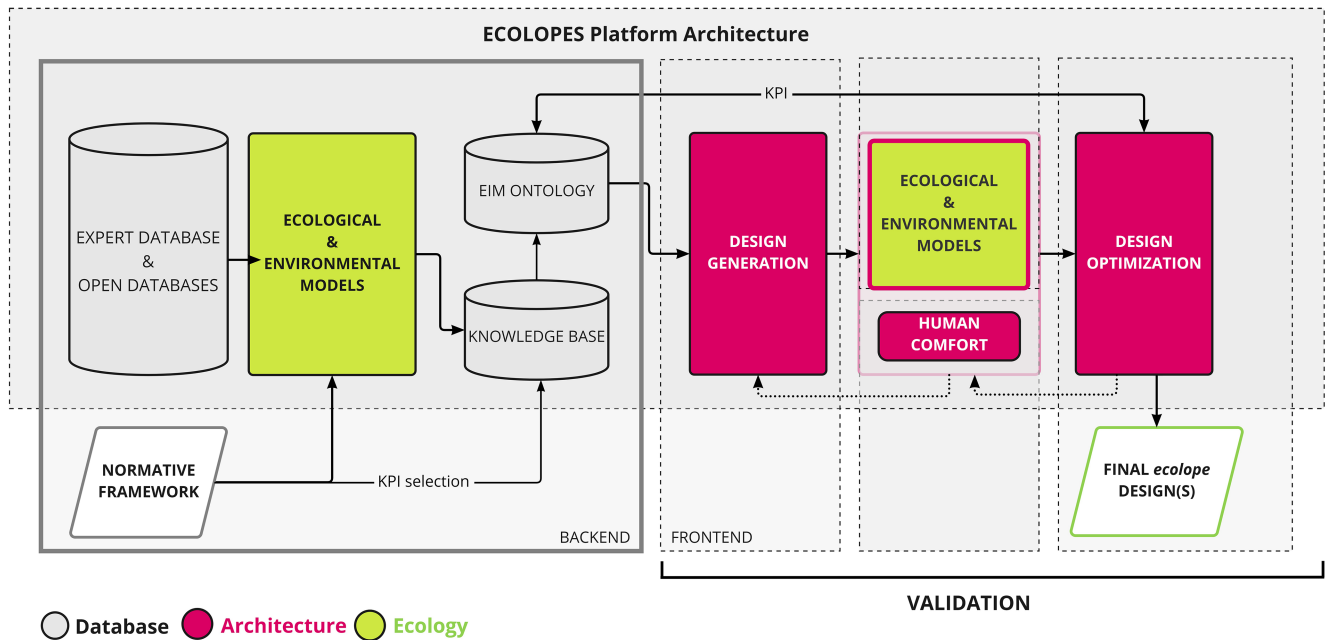 ECOLOPES Platform Architecture
KPI
EXPERT DATABASE
&
OPEN DATABASES
ECOLOGICAL
&
ENVIRONMENTAL
MODELS
EIM ONTOLOGY
KNOWLEDGE BASE
DESIGN
GENERATION
ECOLOGICAL
&
ENVIRONMENTAL
MODELS
HUMAN
COMFORT
DESIGN
OPTIMIZATION
NORMATIVE
FRAMEWORK
KPI selection
BACKEND
FRONTEND
FINAL ecolope
DESIGN(S)
VALIDATION
Database
Architecture
Ecology